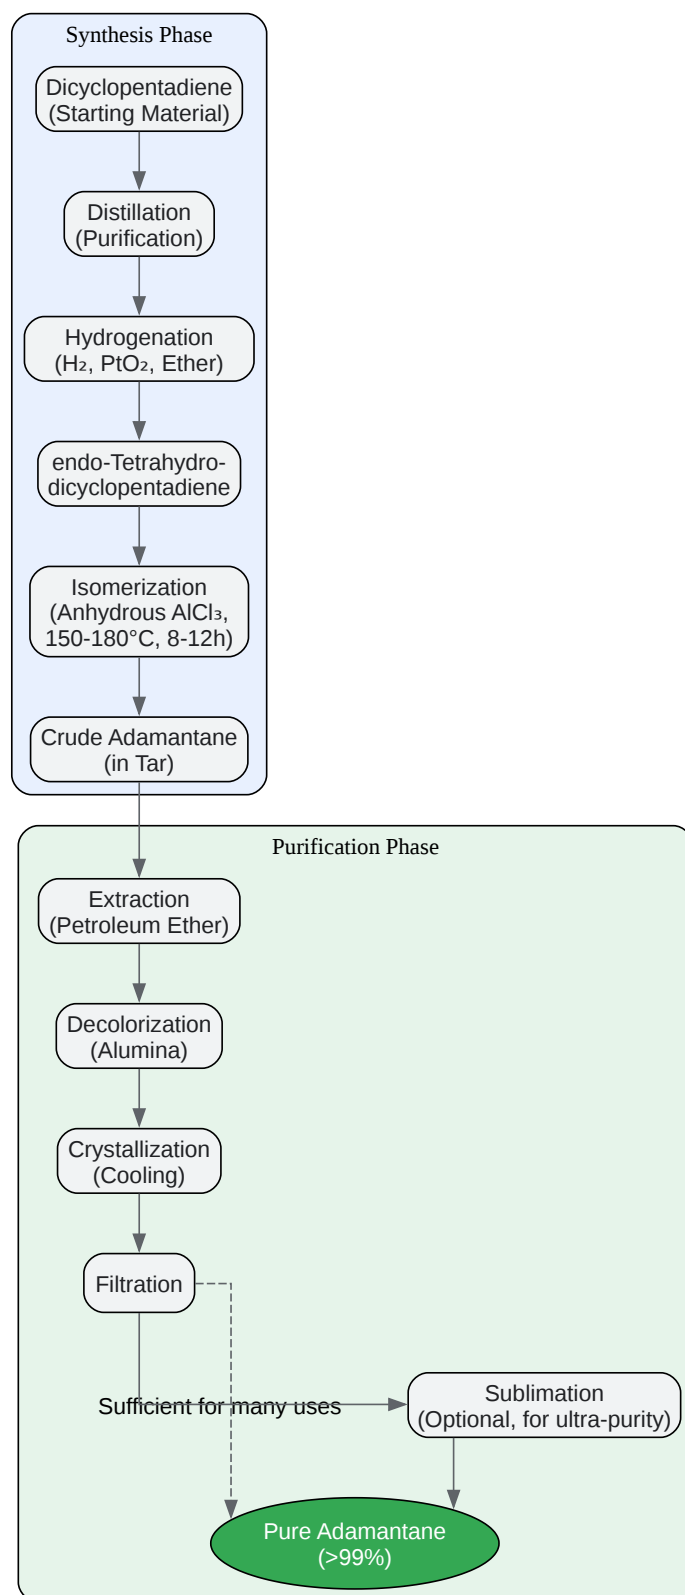 Synthesis Phase
Dicyclopentadiene
(Starting Material)
Distillation
(Purification)
Hydrogenation
(H₂, PtO₂, Ether)
endo-Tetrahydro-
dicyclopentadiene
Isomerization
(Anhydrous AlCl₃,
150-180°C, 8-12h)
Crude Adamantane
(in Tar)
Purification Phase
Extraction
(Petroleum Ether)
Decolorization
(Alumina)
Crystallization
(Cooling)
Filtration
Sufficient for many uses
Sublimation
(Optional, for ultra-purity)
Pure Adamantane
(>99%)